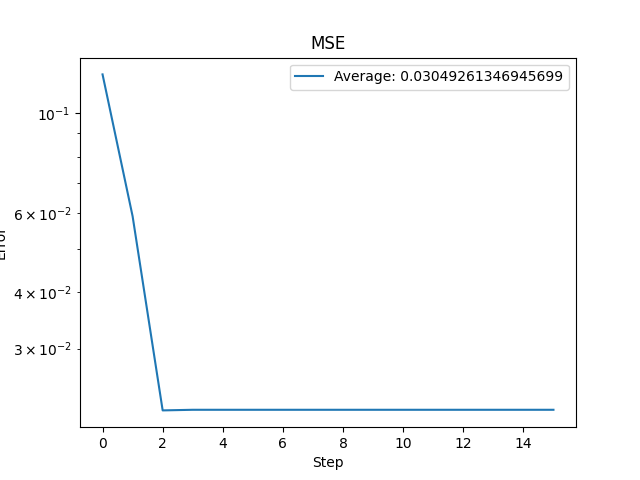 MSE
Average: 0.03049261346945699
10⁻¹
6 × 10⁻²
4 × 10⁻²
3 × 10⁻²
Error
0 2 4 6 8 10 12 14
Step